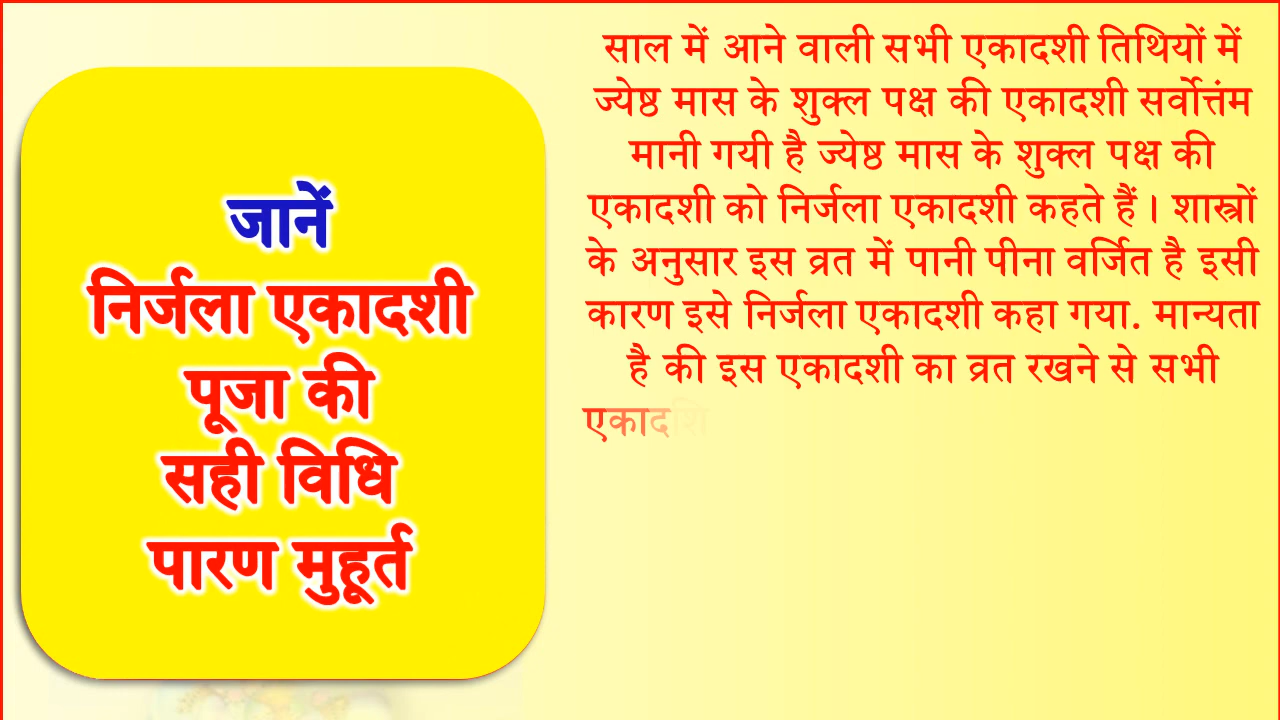 जानें
निर्जला एकादशी
पूजा की
सही विधि
पारण मुहूर्त
साल में आने वाली सभी एकादशी तिथियों में
ज्येष्ठ मास के शुक्ल पक्ष की एकादशी सर्वोत्तंम
मानी गयी है ज्येष्ठ मास के शुक्ल पक्ष की
एकादशी को निर्जला एकादशी कहते हैं। शास्त्रों
के अनुसार इस व्रत में पानी पीना वर्जित है इसी
कारण इसे निर्जला एकादशी कहा गया. मान्यता
है की इस एकादशी का व्रत रखने से सभी
एकादशि